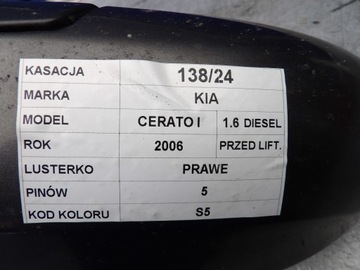 KASACJA 138/24
MARKA KIA
MODEL CERATO I 1.6 DIESEL
ROK 2006 PRZED LIFT.
LUSTERKO PRAWE
PINÓW 5
KOD KOLORU S5